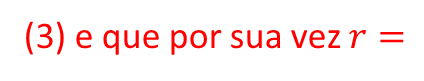 (3) e que por sua vez r =